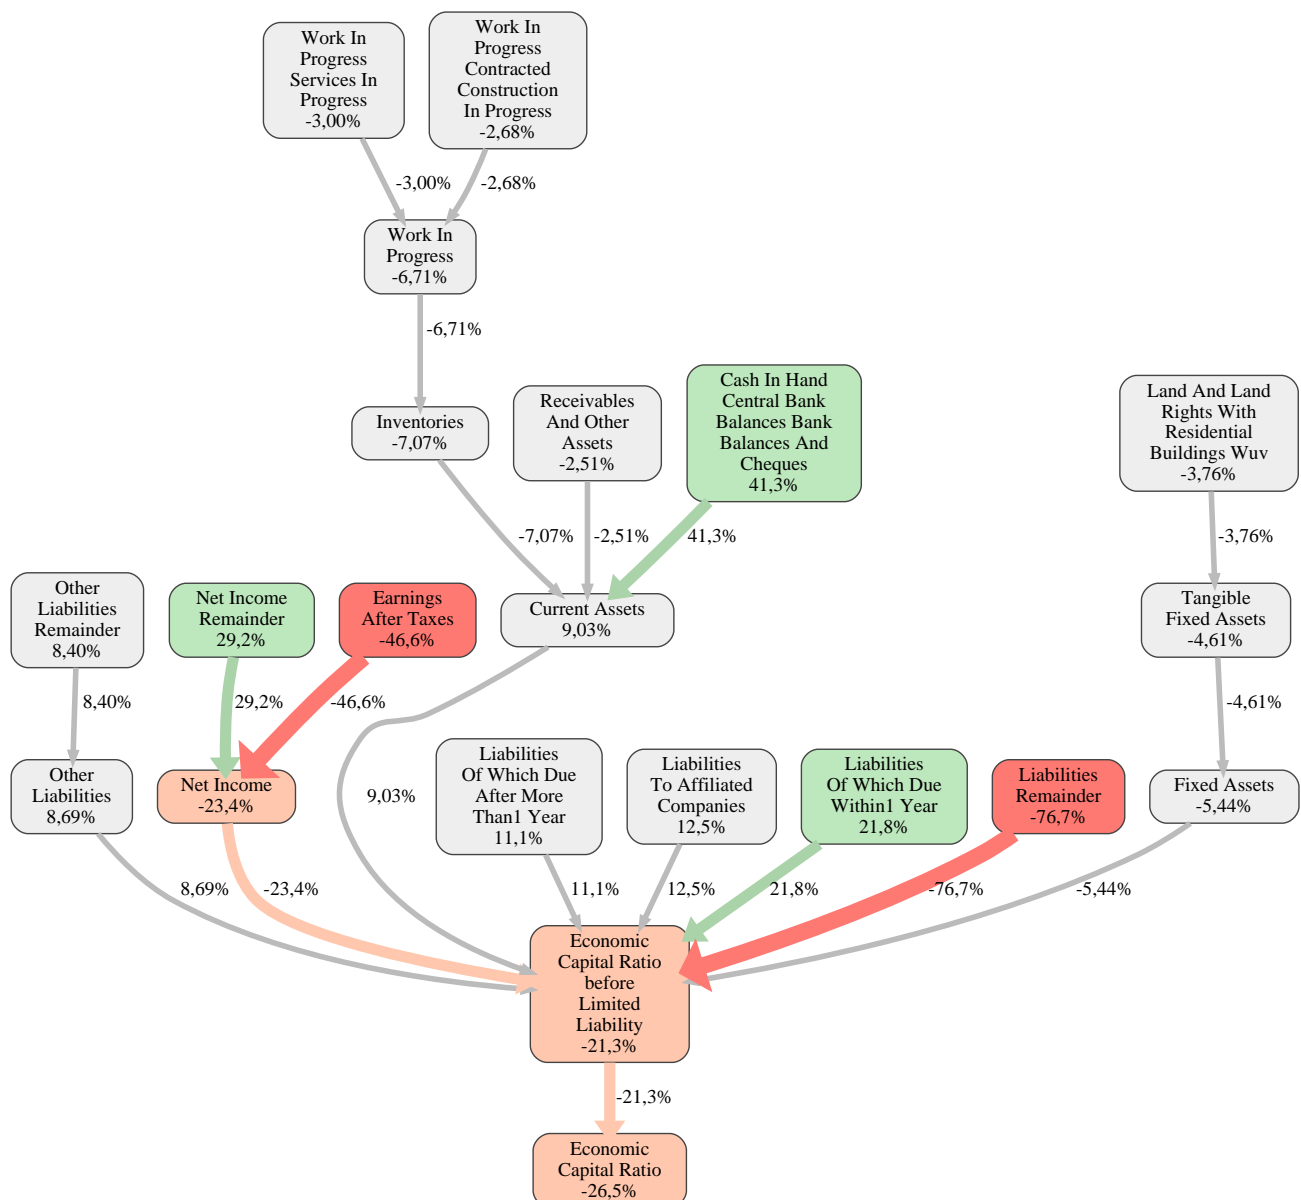 Work In
Progress
Services In
Progress
-3,00%
Work In
Progress
Contracted
Construction
In Progress
-2,68%
-3,00%
-2,68%
Work In
Progress
-6,71%
-6,71%
Inventories
-7,07%
Receivables
And Other
Assets
-2,51%
Cash In Hand
Central Bank
Balances Bank
Balances And
Cheques
41,3%
Land And Land
Rights With
Residential
Buildings Wuv
-3,76%
-7,07%
-2,51%
41,3%
-3,76%
Other
Liabilities
Remainder
8,40%
Net Income
Remainder
29,2%
Earnings
After Taxes
-46,6%
Current Assets
9,03%
Tangible
Fixed Assets
-4,61%
8,40%
29,2%
-46,6%
-4,61%
Other
Liabilities
8,69%
Net Income
-23,4%
9,03%
Liabilities
Of Which Due
After More
Than1 Year
11,1%
Liabilities
To Affiliated
Companies
12,5%
Liabilities
Of Which Due
Within1 Year
21,8%
Liabilities
Remainder
-76,7%
Fixed Assets
-5,44%
8,69%
-23,4%
11,1%
12,5%
21,8%
-76,7%
-5,44%
Economic
Capital Ratio
before
Limited
Liability
-21,3%
-21,3%
Economic
Capital Ratio
-26,5%